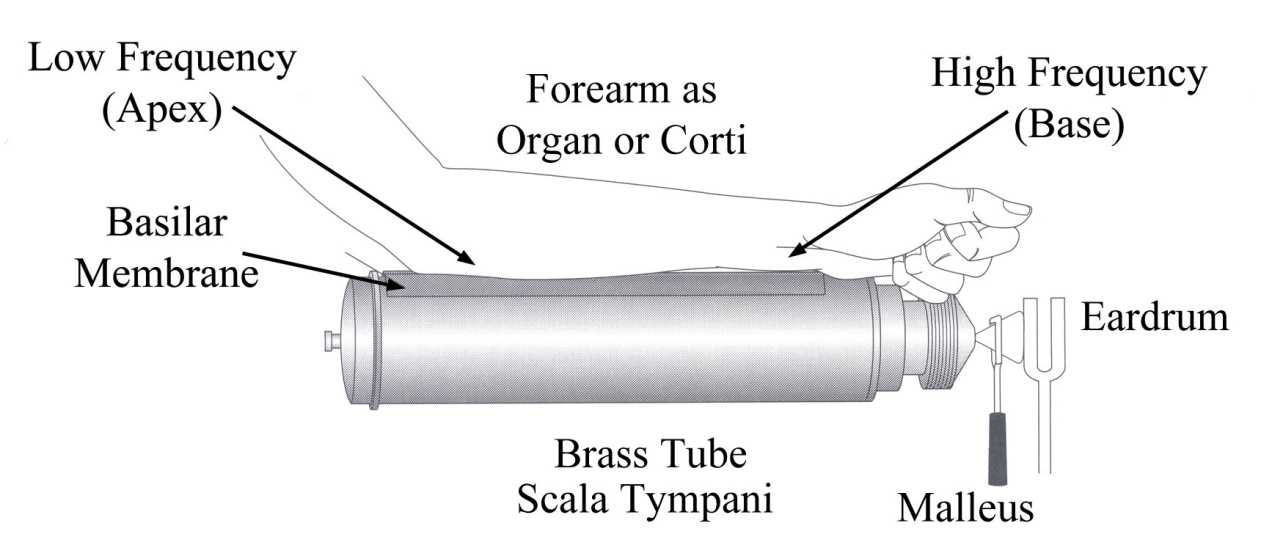 Low Frequency
(Apex)
Forearm as
Organ or Corti
High Frequency
(Base)
Basilar
Membrane
Eardrum
Brass Tube
Scala Tympani
Malleus